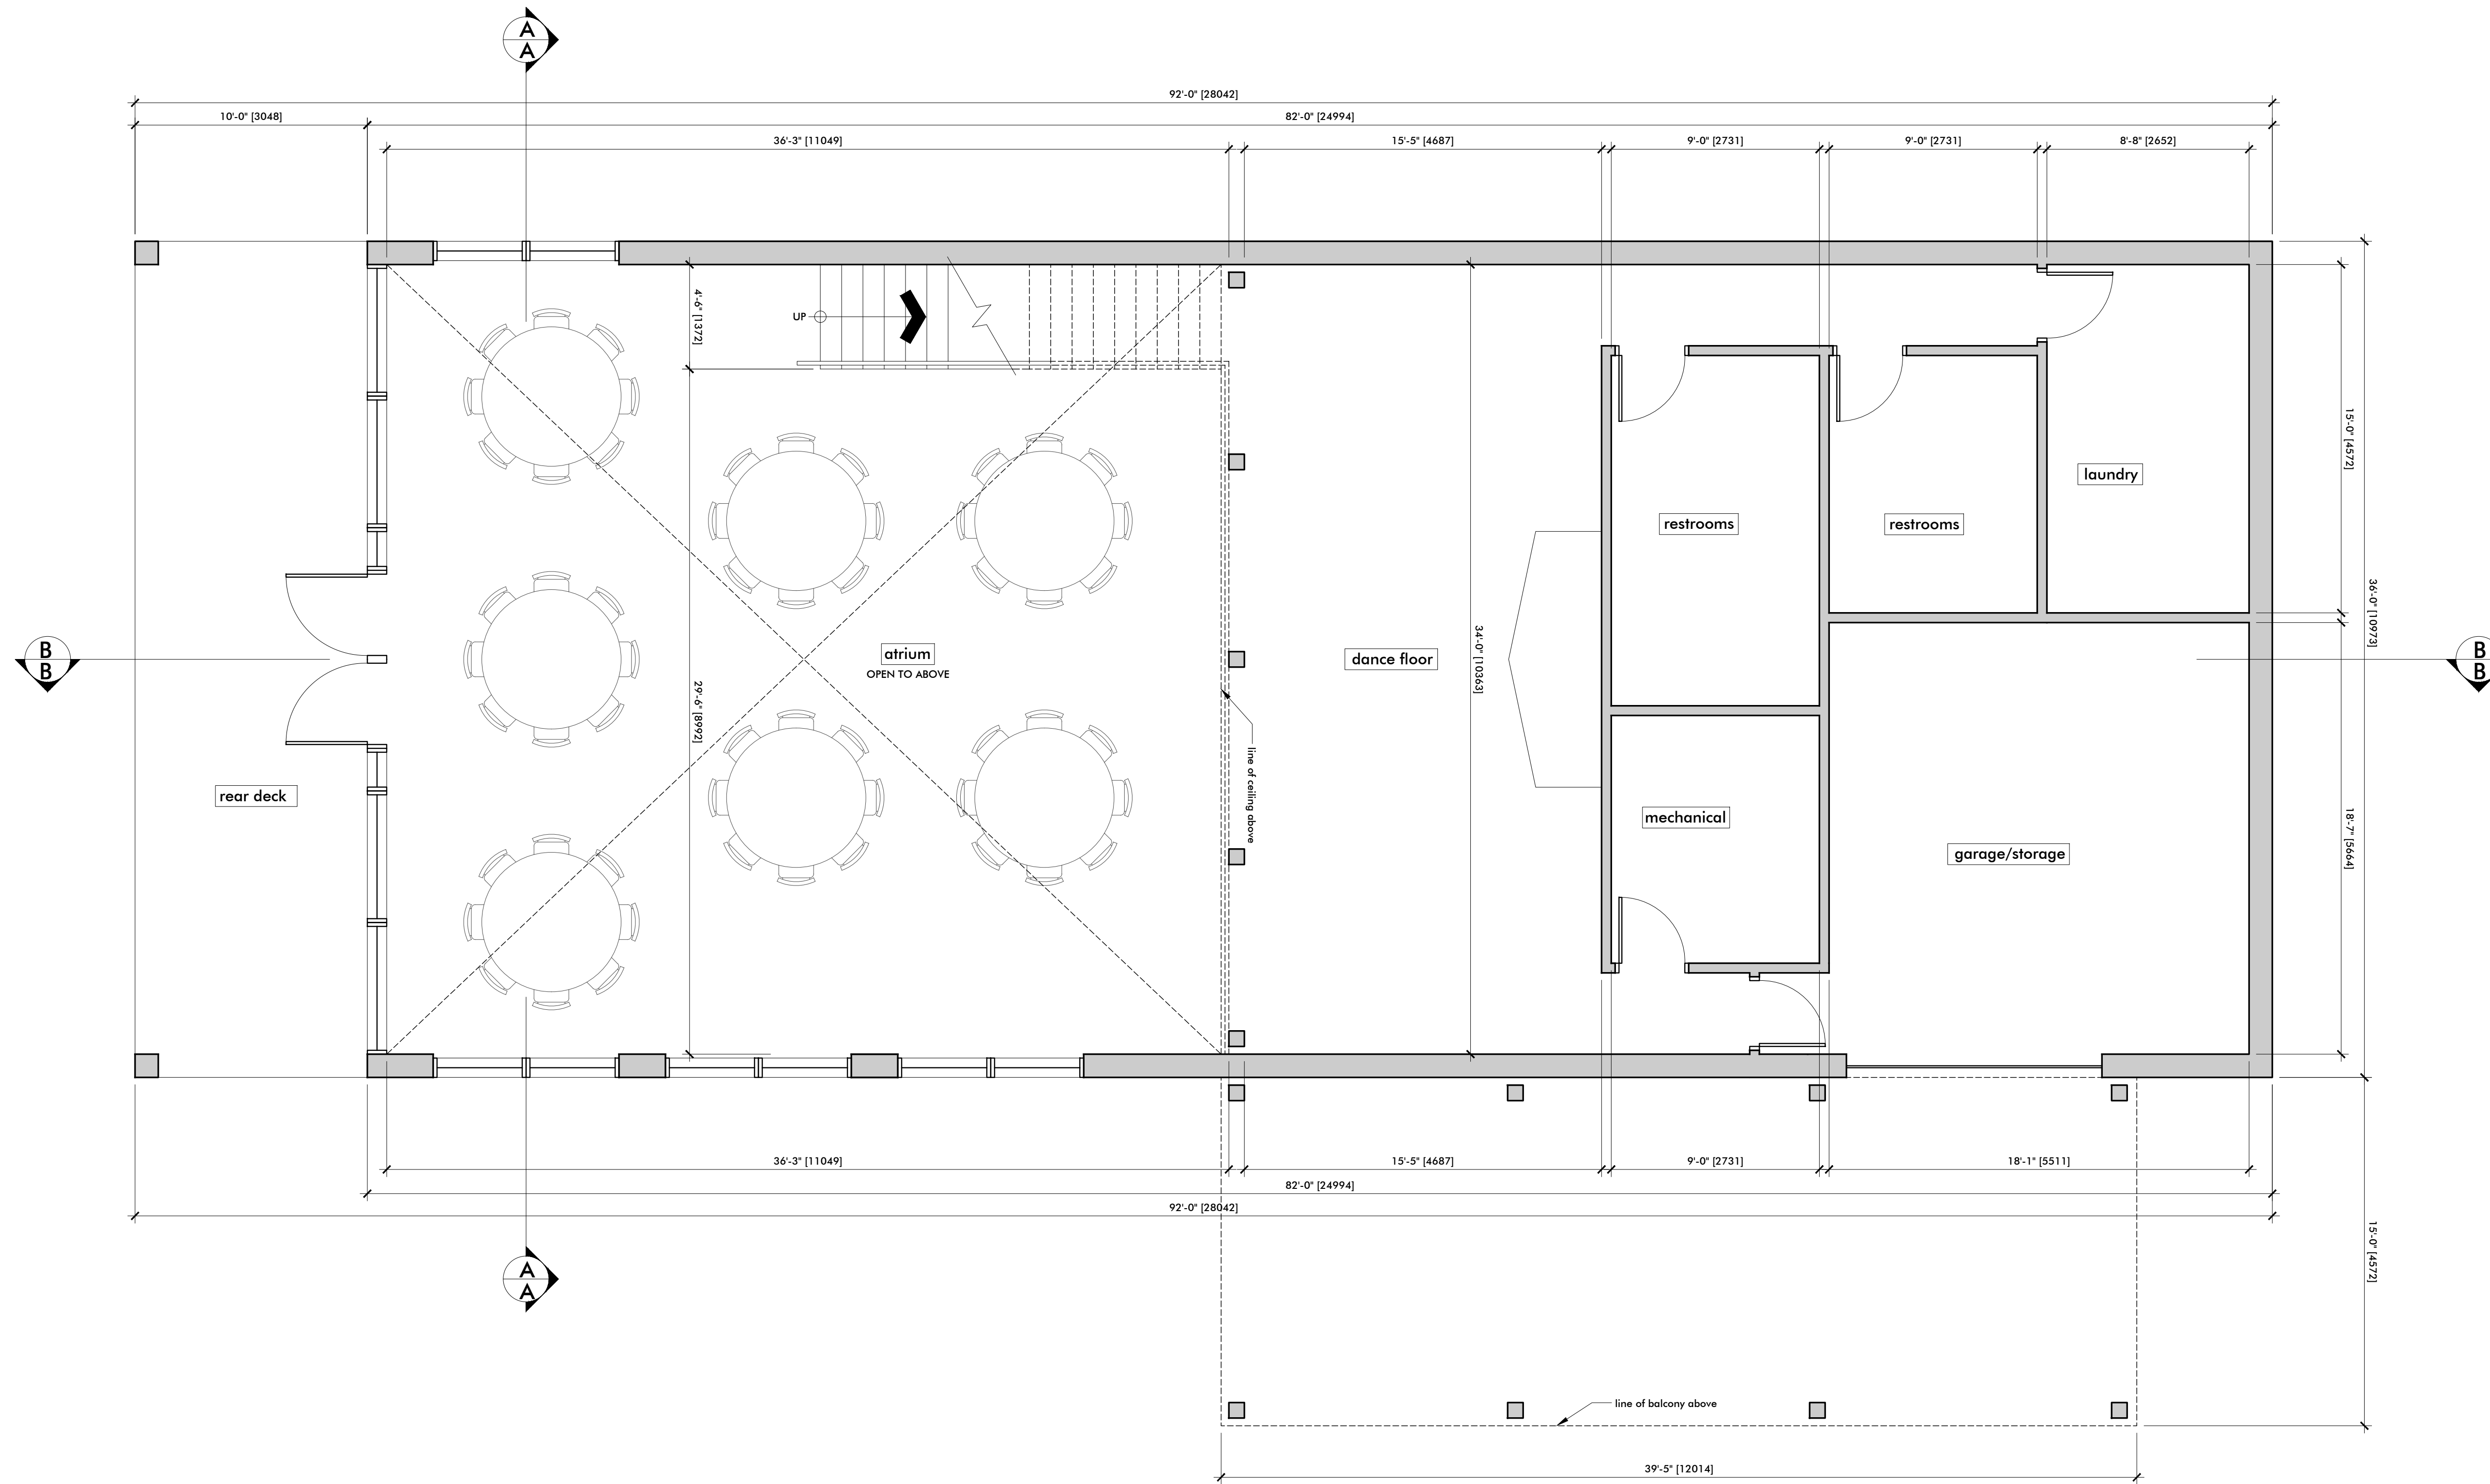 A
A
92'-0" [28042]
10'-0" [3048]
82'-0" [24994]
36'-3" [11049]
15'-5" [4687]
9'-0" [2731]
9'-0" [2731]
8'-8" [2652]
4'-6" [1372]
UP
15'-0" [4572]
laundry
restrooms
restrooms
36'-0" [10973]
B
B
atrium
OPEN TO ABOVE
dance floor
34'-0" [10363]
B
B
29'-6" [8992]
line of ceiling above
rear deck
mechanical
garage/storage
18'-7" [5664]
36'-3" [11049]
15'-5" [4687]
9'-0" [2731]
18'-1" [5511]
82'-0" [24994]
92'-0" [28042]
15'-0" [4572]
A
A
line of balcony above
39'-5" [12014]